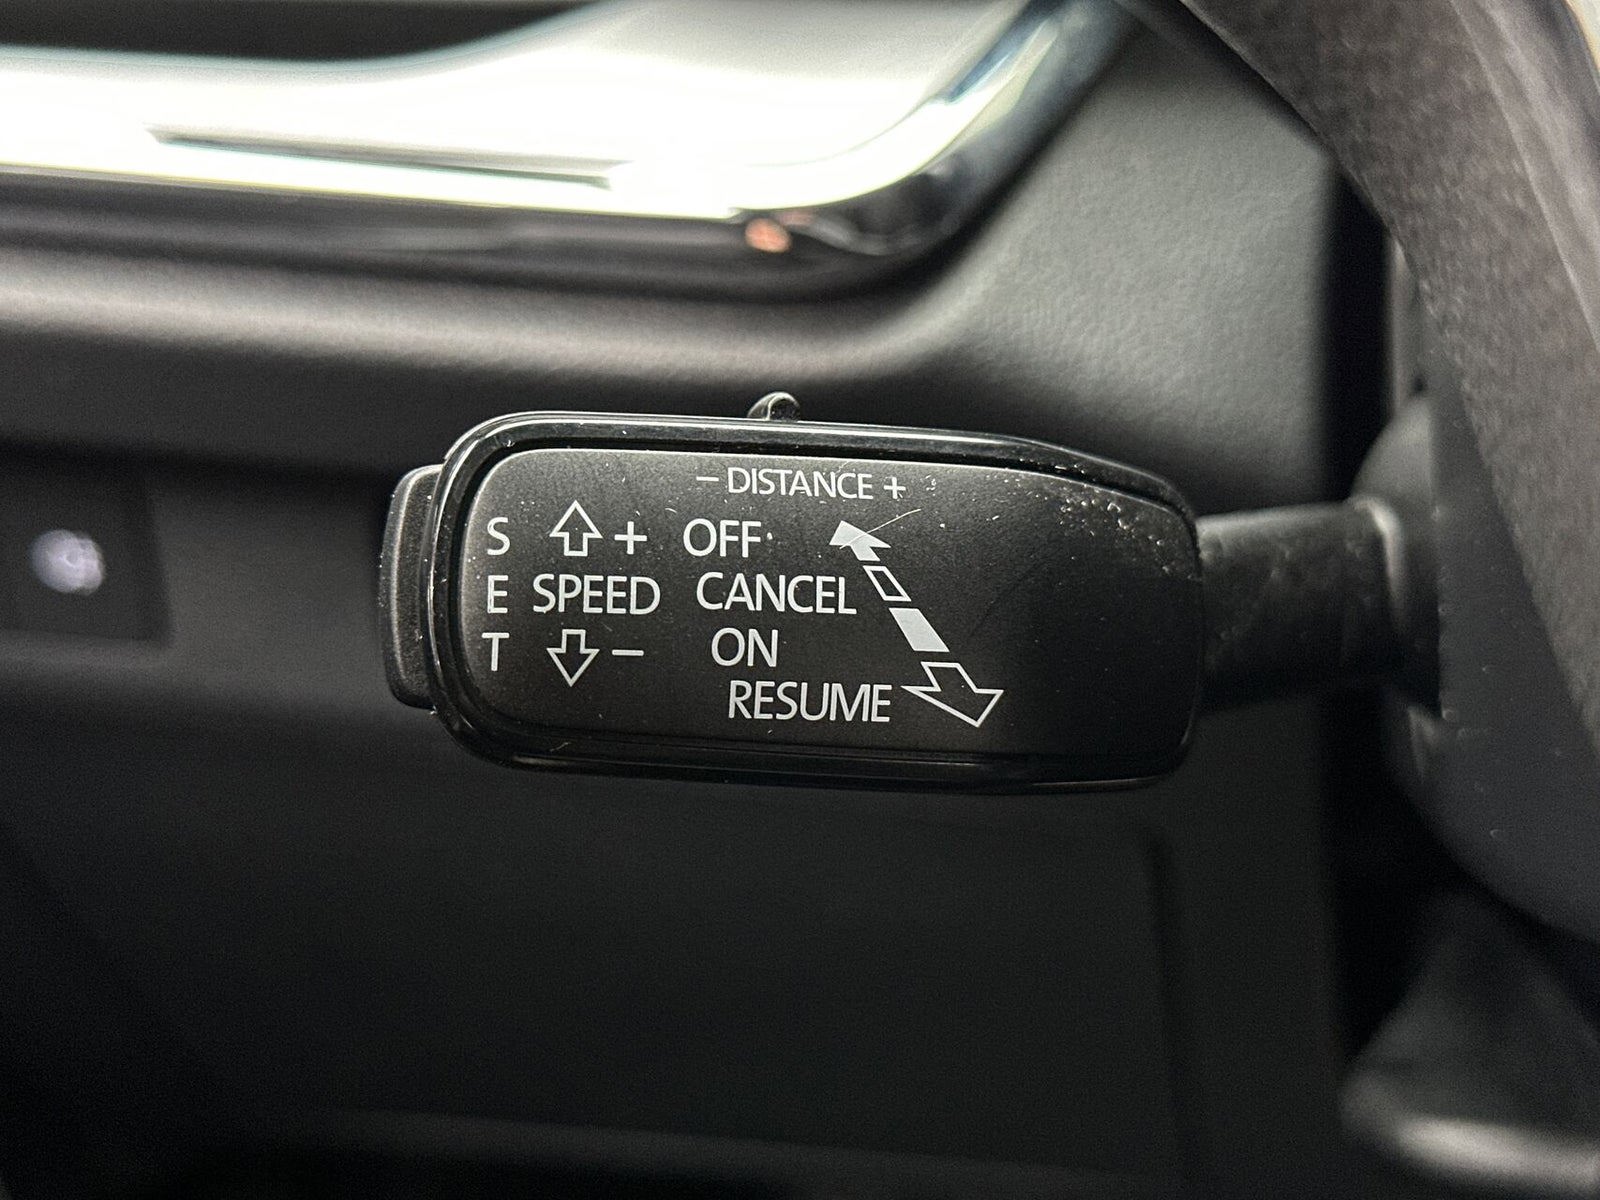 − DISTANCE +
S + OFF
E SPEED CANCEL
T − ON
RESUME